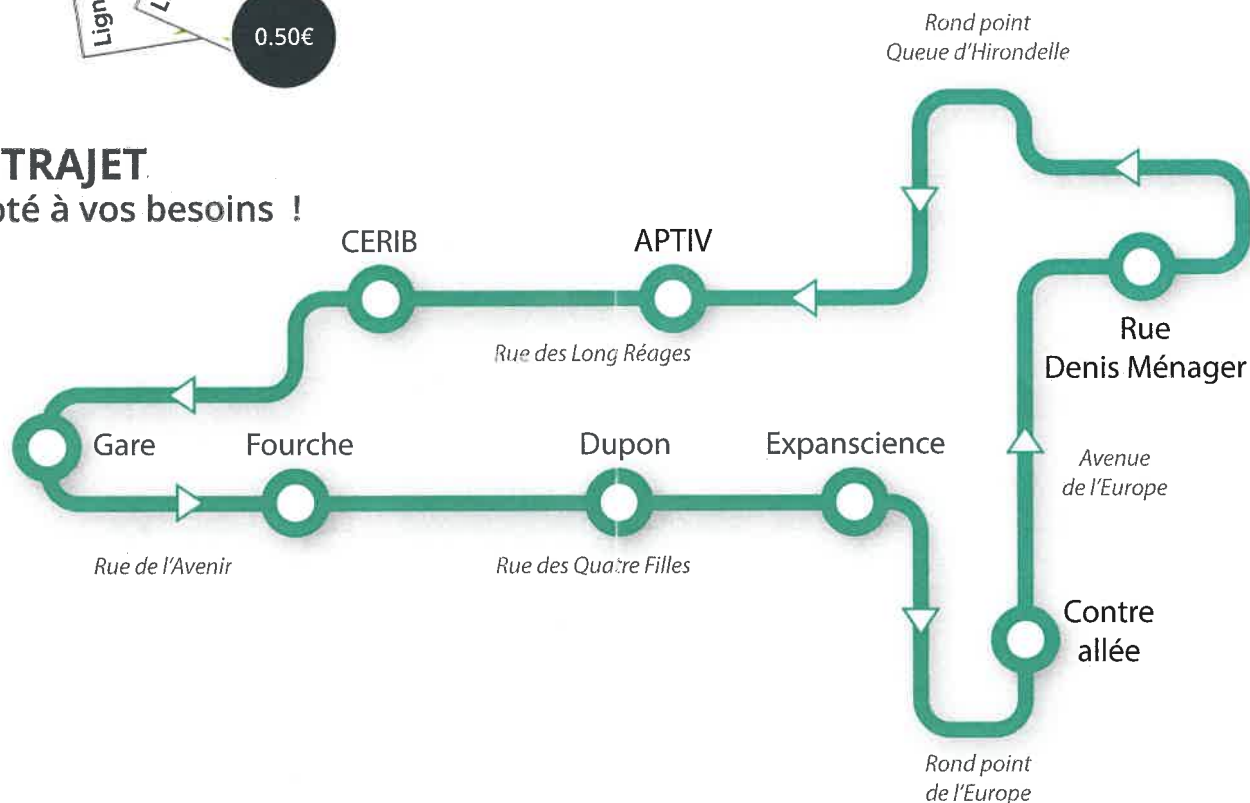 Lign
L
0.50€
TRAJET
oté à vos besoins !
Rond point
Queue d'Hirondelle
CERIB
APTIV
Rue
Denis Ménager
Rue des Long Réages
Gare
Fourche
Dupon
Expanscience
Avenue
de l'Europe
Rue de l'Avenir
Rue des Quatre Filles
Contre
allée
Rond point
de l'Europe